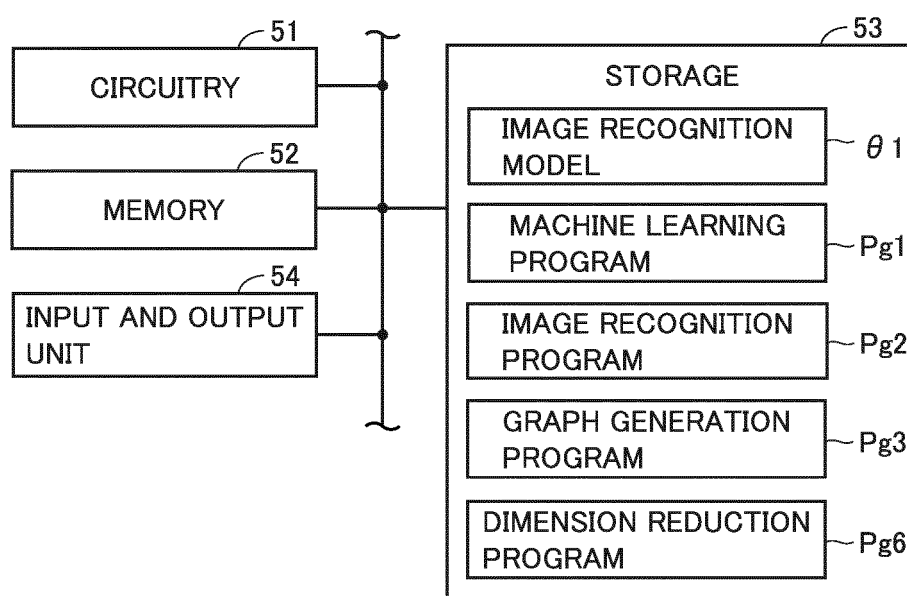 51
CIRCUITRY
52
MEMORY
54
INPUT AND OUTPUT
UNIT
53
STORAGE
IMAGE RECOGNITION
MODEL
θ1
MACHINE LEARNING
PROGRAM
Pg1
IMAGE RECOGNITION
PROGRAM
Pg2
GRAPH GENERATION
PROGRAM
Pg3
DIMENSION REDUCTION
PROGRAM
Pg6